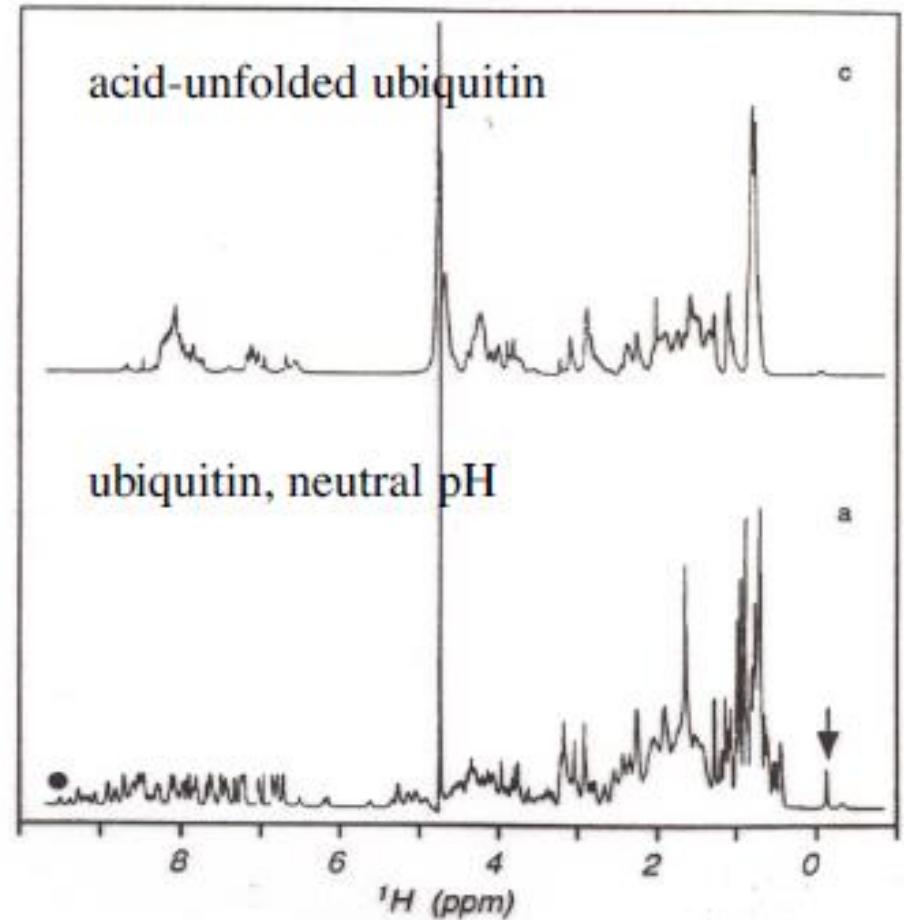 acid-unfolded ubiquitin
c
ubiquitin, neutral pH
a
8 6 4 2 0
¹H (ppm)